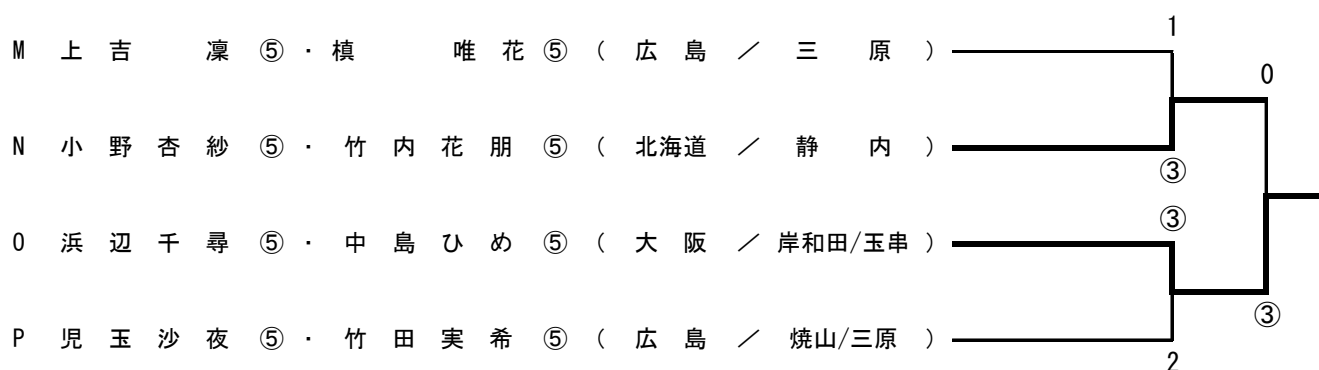 1
M 上吉 凜 ⑤・槙 唯花⑤ ( 広島 / 三原 )
0
N 小野杏紗 ⑤ ・ 竹内花朋 ⑤ ( 北海道 / 静内 )
③
③
O 浜辺千尋 ⑤・ 中島ひめ ⑤ ( 大阪 / 岸和田/玉串 )
③
P 児玉沙夜 ⑤ ・ 竹田実希 ⑤ ( 広島 / 焼山/三原 )
2